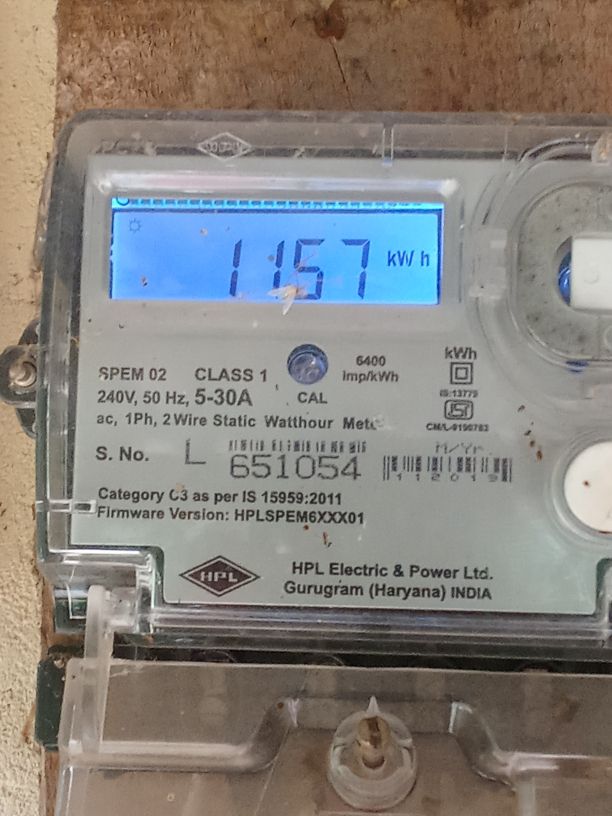 1157 kWh
SPEM 02 CLASS 1
6400
imp/kWh
kWh
240V, 50 Hz, 5-30A
CAL
IS:13779
ac, 1Ph, 2 Wire Static Watthour Meter
S. No. L 651054
M/Yr.
112019
Category C3 as per IS 15959:2011
Firmware Version: HPLSPEM6XXX01
HPL
HPL Electric & Power Ltd.
Gurugram (Haryana) INDIA